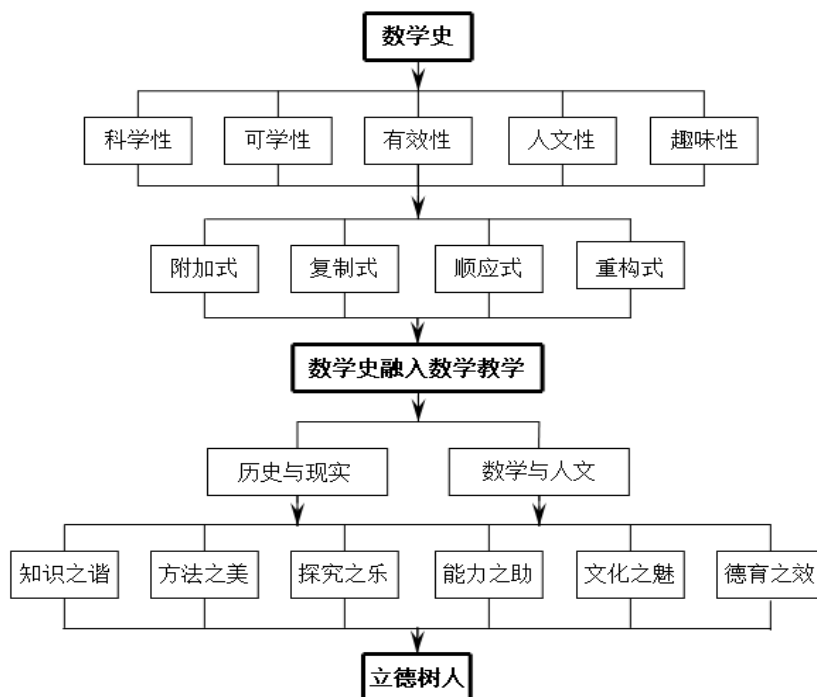 数学史
科学性 可学性 有效性 人文性 趣味性
附加式 复制式 顺应式 重构式
数学史融入数学教学
历史与现实 数学与人文
知识之谐 方法之美 探究之乐 能力之助 文化之魅 德育之效
立德树人